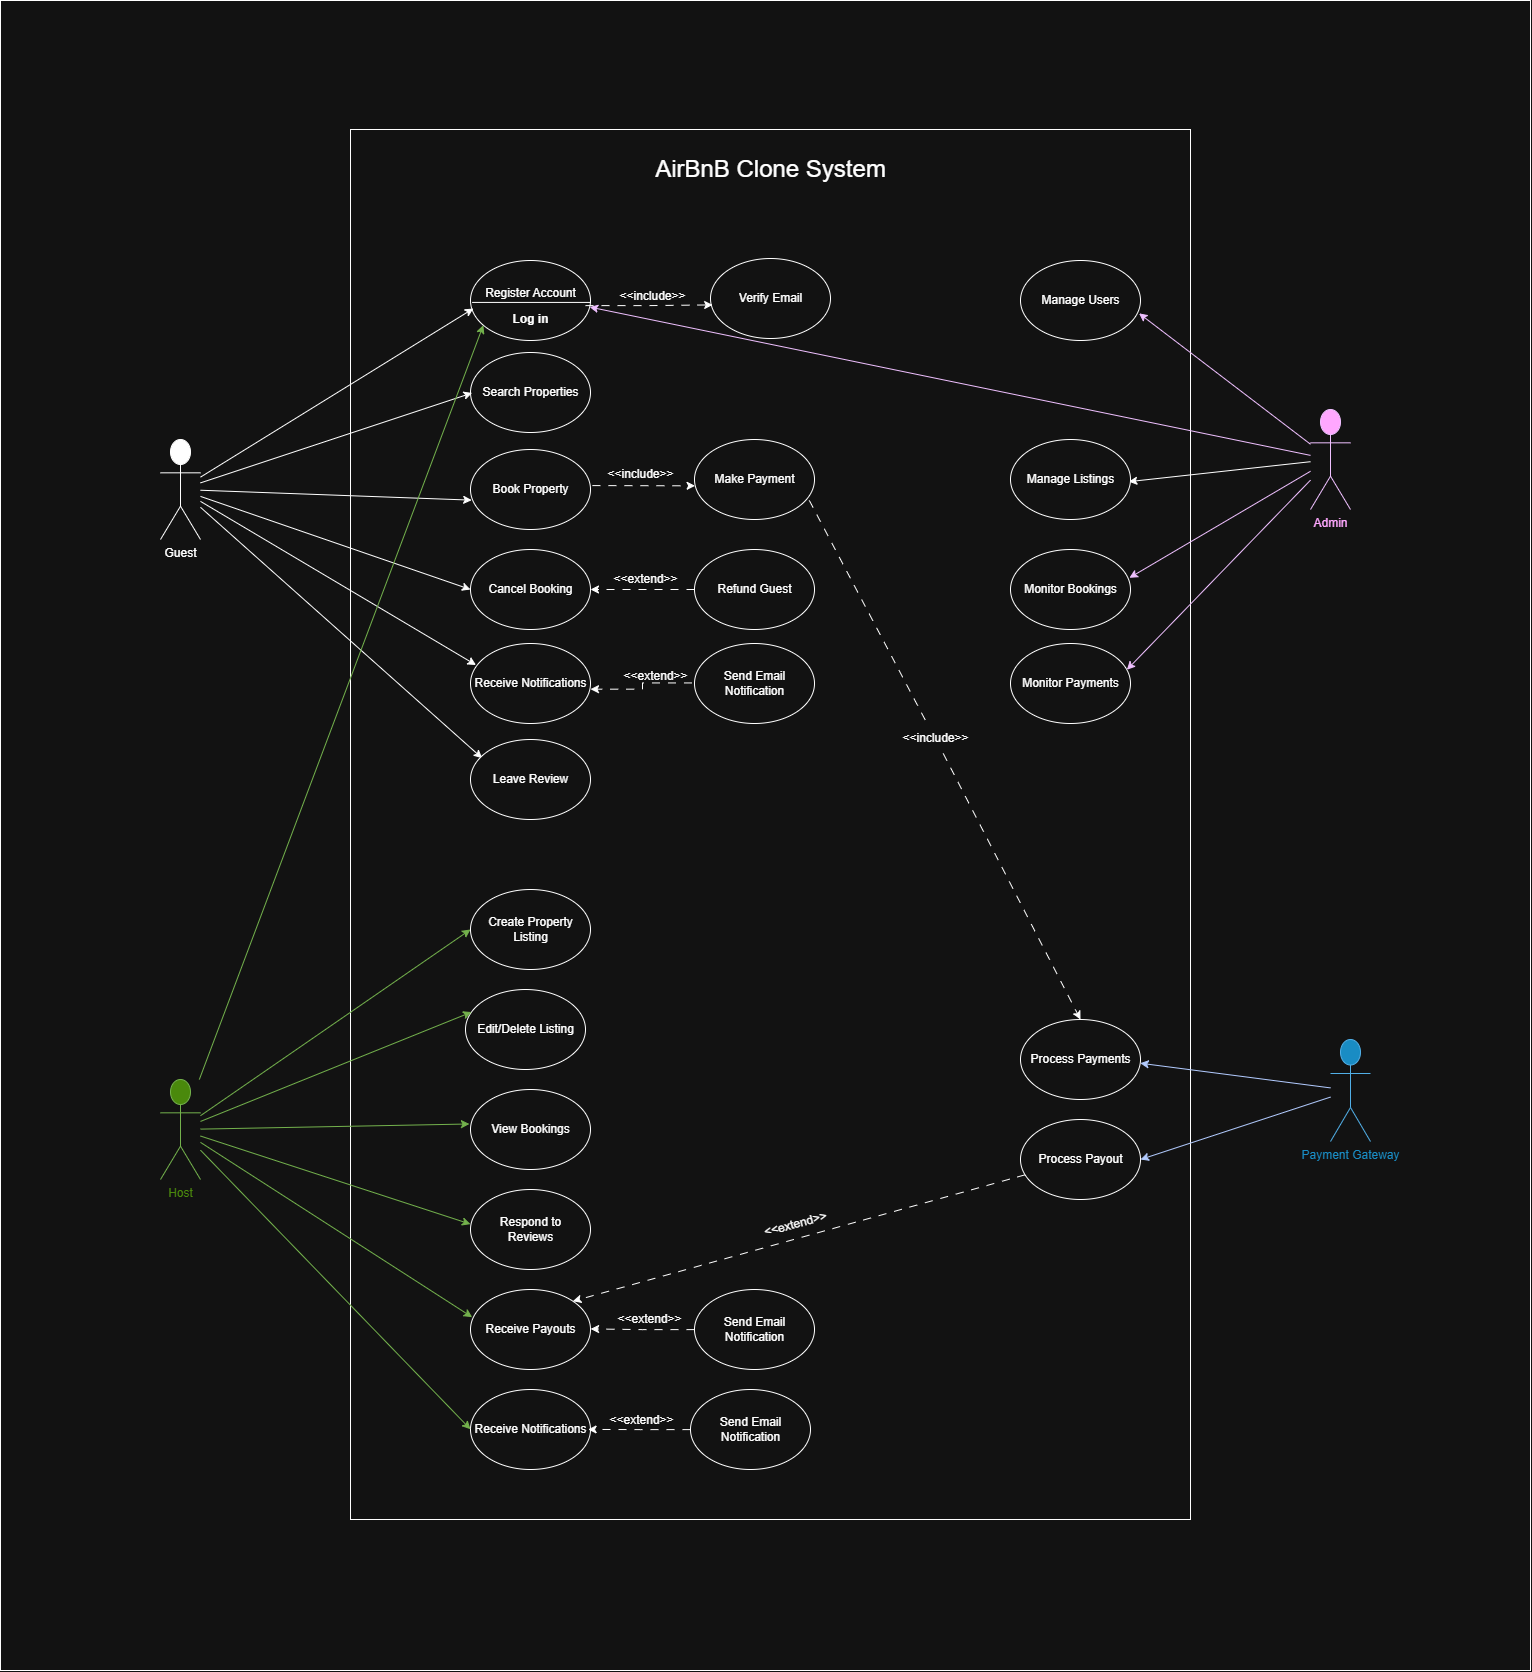 AirBnB Clone System
Register Account
Log in
<<include>>
Verify Email
Manage Users
Search Properties
Guest
Book Property
<<include>>
Make Payment
Manage Listings
Admin
Cancel Booking
<<extend>>
Refund Guest
Monitor Bookings
Receive Notifications
<<extend>>
Send Email
Notification
Monitor Payments
<<include>>
Leave Review
Create Property
Listing
Edit/Delete Listing
Process Payments
View Bookings
Host
Process Payout
Payment Gateway
Respond to
Reviews
<<extend>>
Receive Payouts
<<extend>>
Send Email
Notification
Receive Notifications
<<extend>>
Send Email
Notification